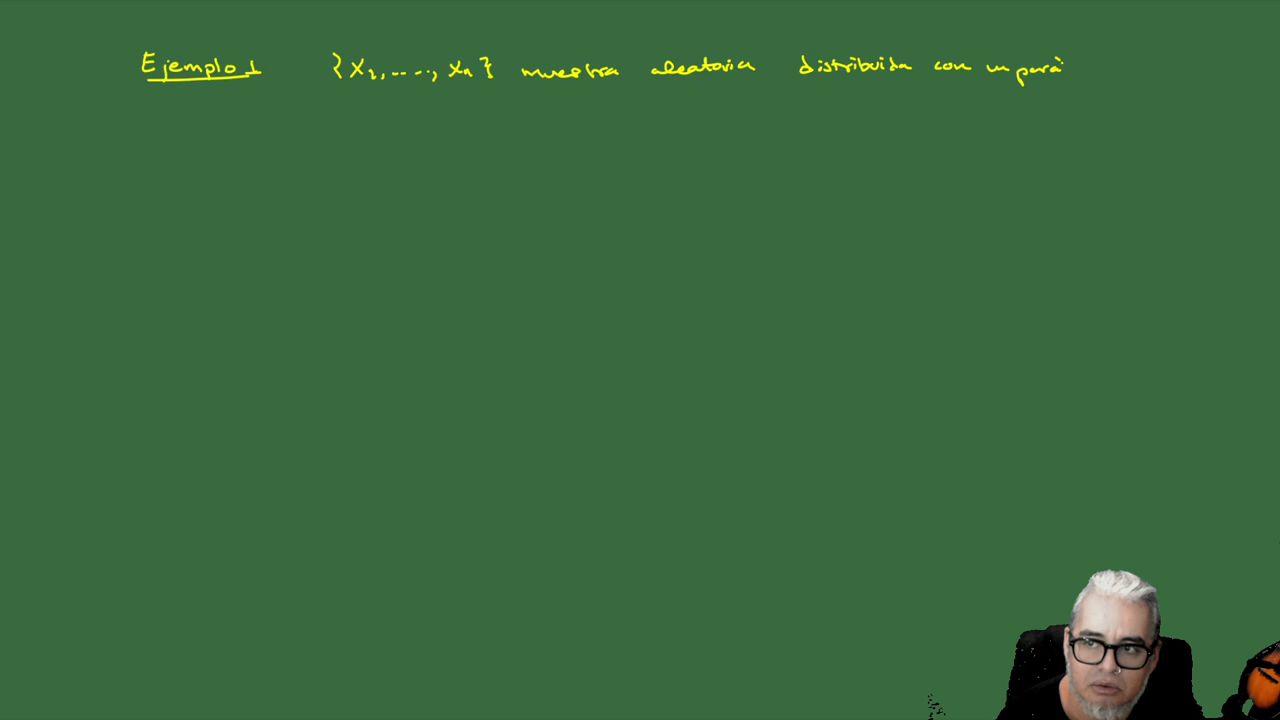 Ejemplo 1 {X1,....., Xn} muestra aleatoria distribuida con un pará